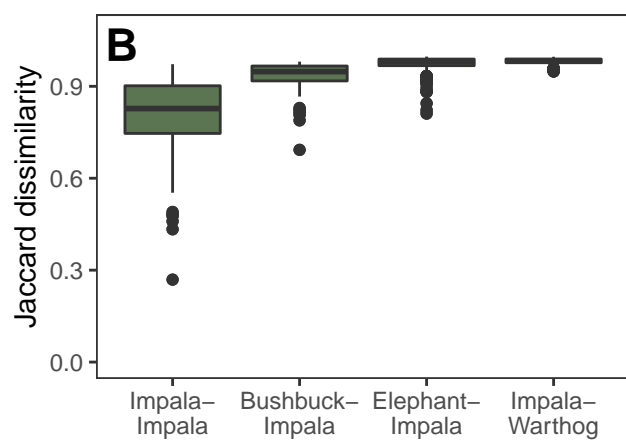 B
Jaccard dissimilarity
0.9
0.6
0.3
0.0
Impala–
Impala
Bushbuck–
Impala
Elephant–
Impala
Impala–
Warthog